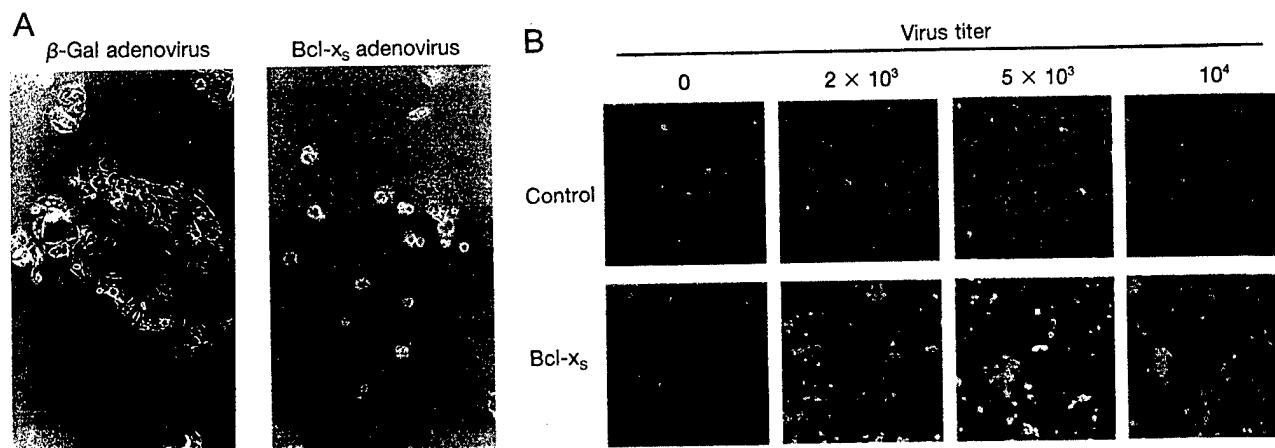 A
β-Gal adenovirus
Bcl-xₛ adenovirus
B
Virus titer
0
2 × 10³
5 × 10³
10⁴
Control
Bcl-xₛ